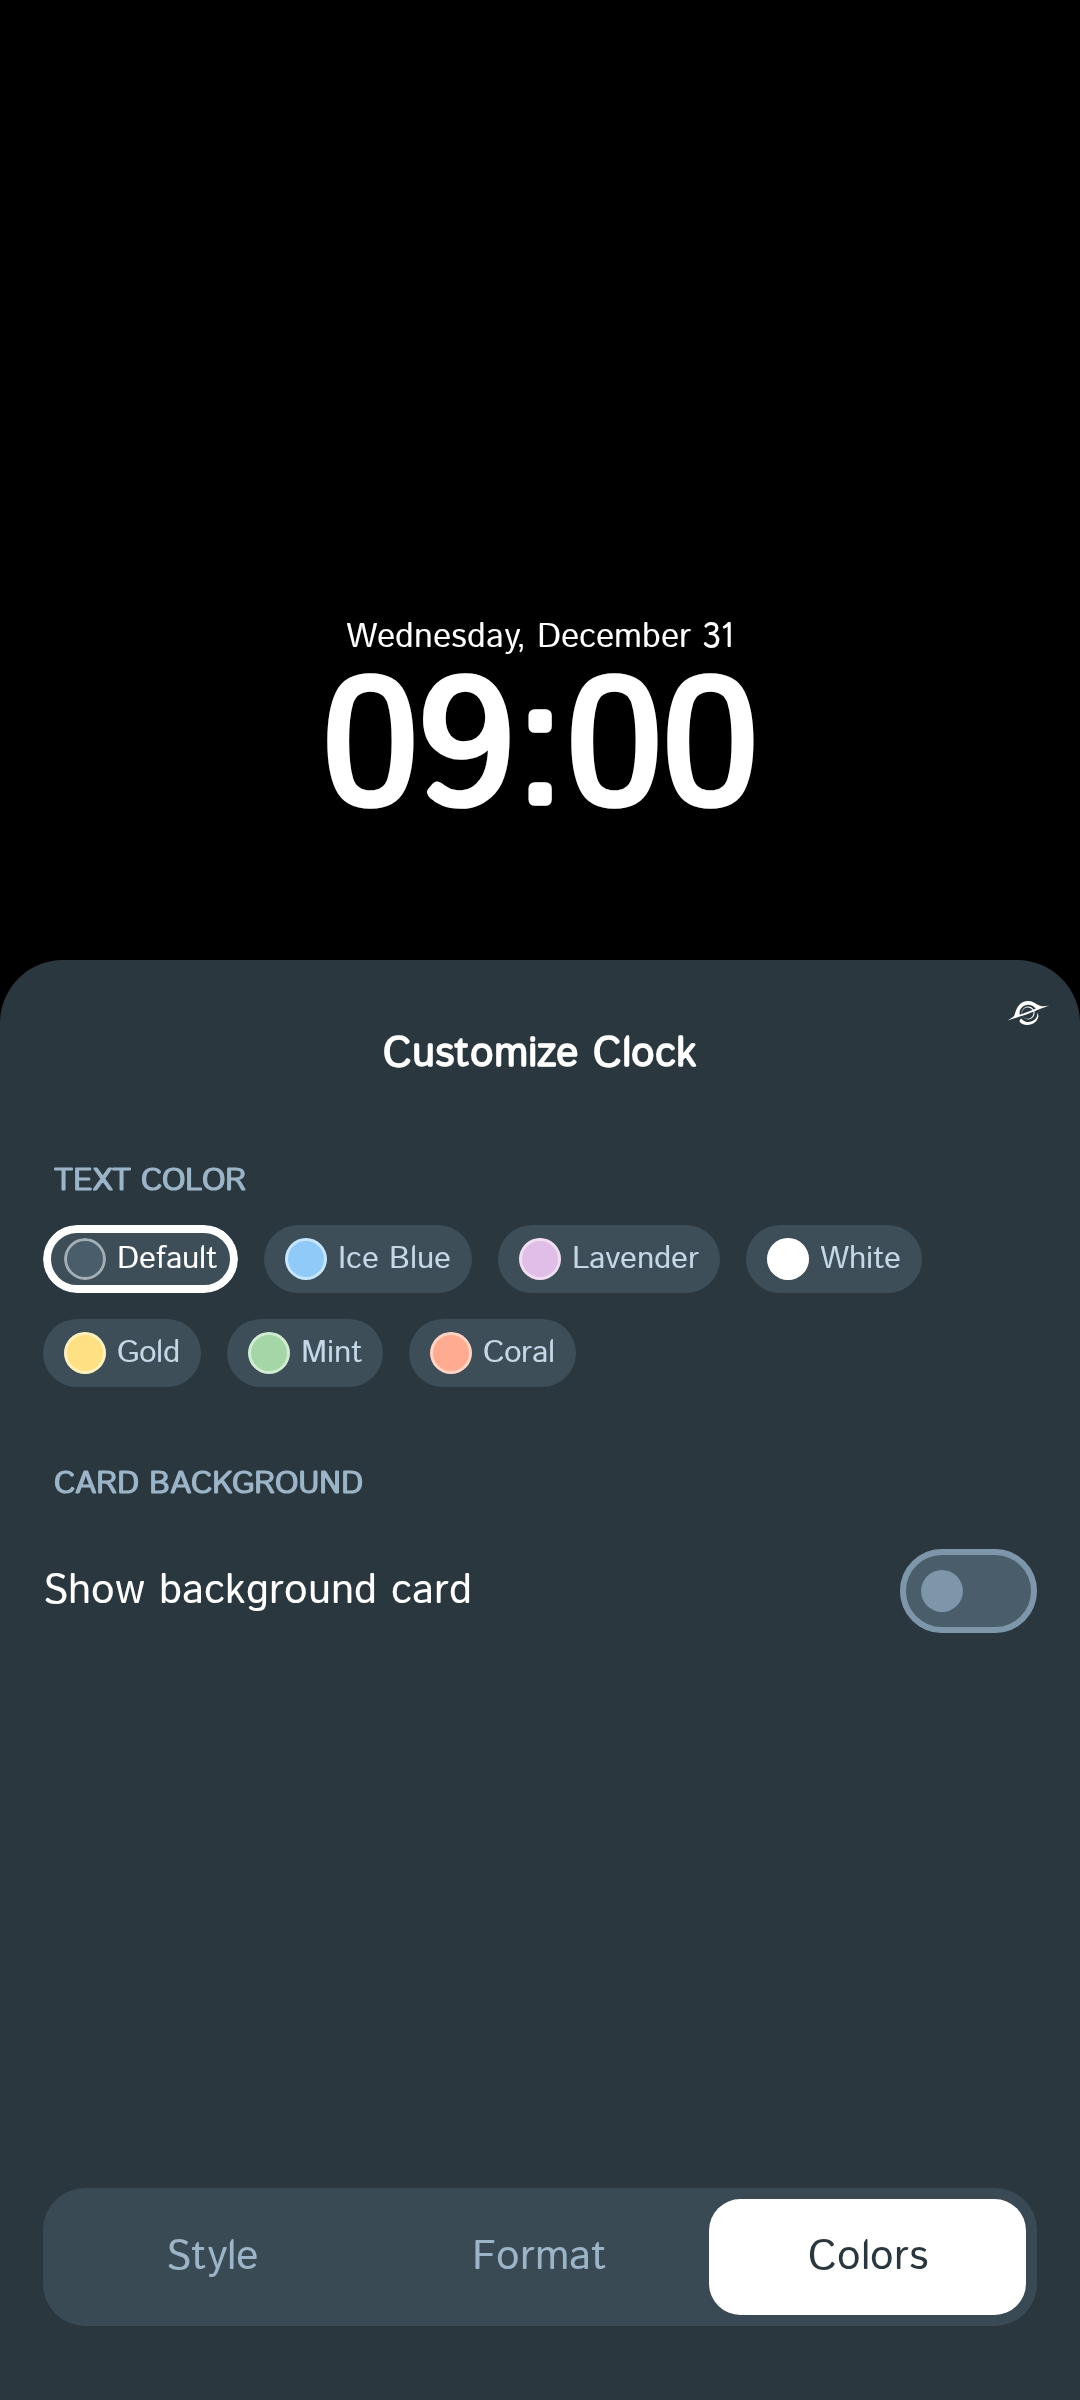 Wednesday, December 31
09:00
Customize Clock
TEXT COLOR
Default Ice Blue Lavender White
Gold Mint Coral
CARD BACKGROUND
Show background card
Style Format Colors